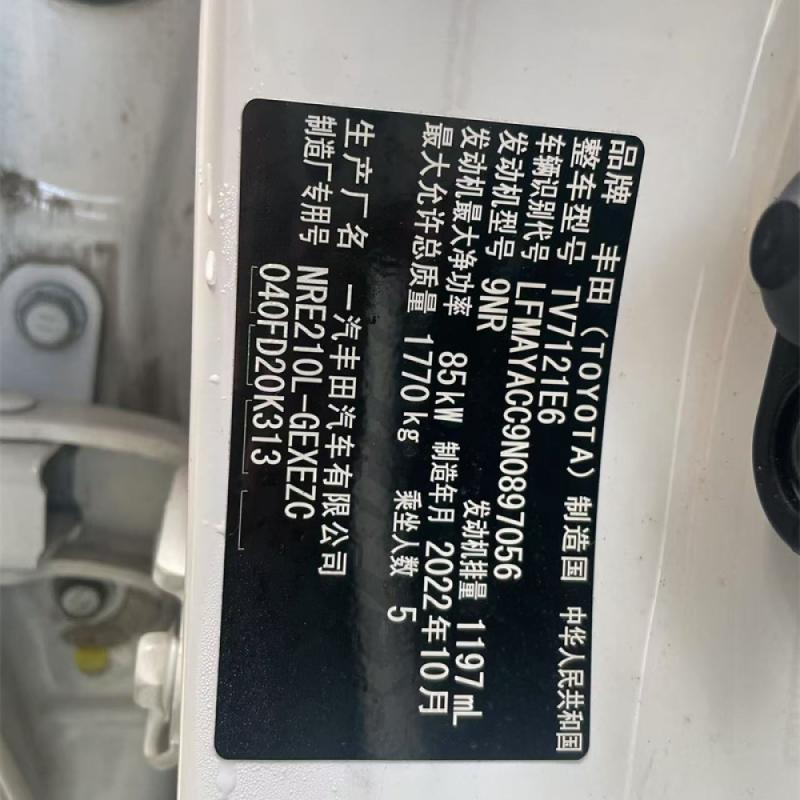 品牌 丰田 (TOYOTA) 制造国 中华人民共和国
整车型号 TV7121E6
车辆识别代号 LFMAYACC9N0897056
发动机型号 9NR 发动机排量 1197 mL
发动机最大净功率 85 kW 制造年月 2022年10月
最大允许总质量 1770 kg 乘坐人数 5
生产厂名 一汽丰田汽车有限公司
制造厂专用号 NRE210L-GEXEZC
040FD20K313